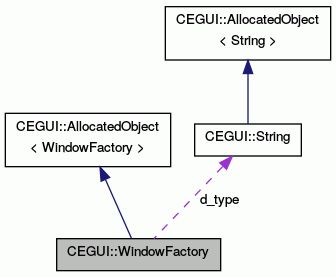 CEGUI::AllocatedObject
< String >
CEGUI::AllocatedObject
< WindowFactory >
CEGUI::String
d_type
CEGUI::WindowFactory